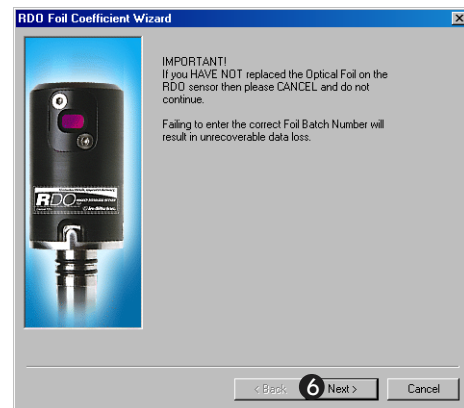 RDO Foil Coefficient Wizard
IMPORTANT!
If you HAVE NOT replaced the Optical Foil on the
RDO sensor then please CANCEL and do not
continue.
Failing to enter the correct Foil Batch Number will
result in unrecoverable data loss.
RDO
< Back
6
Next >
Cancel